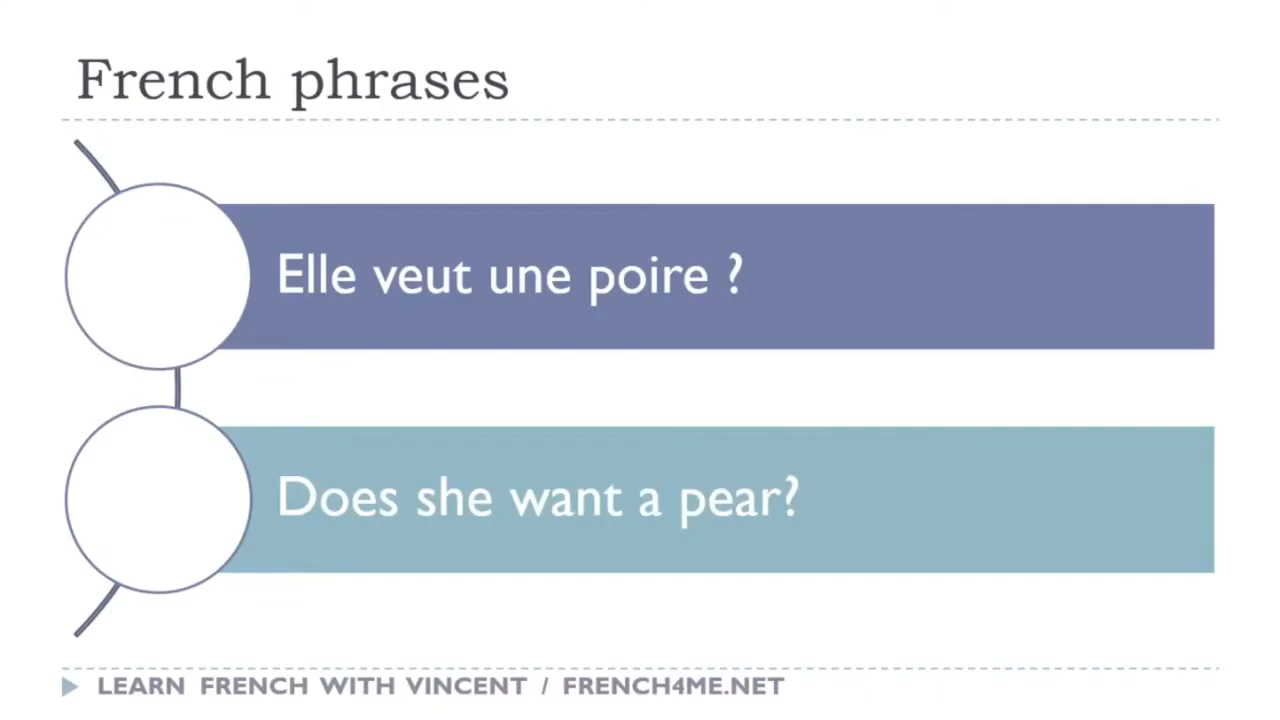 French phrases
Elle veut une poire ?
Does she want a pear?
LEARN FRENCH WITH VINCENT / FRENCH4ME.NET